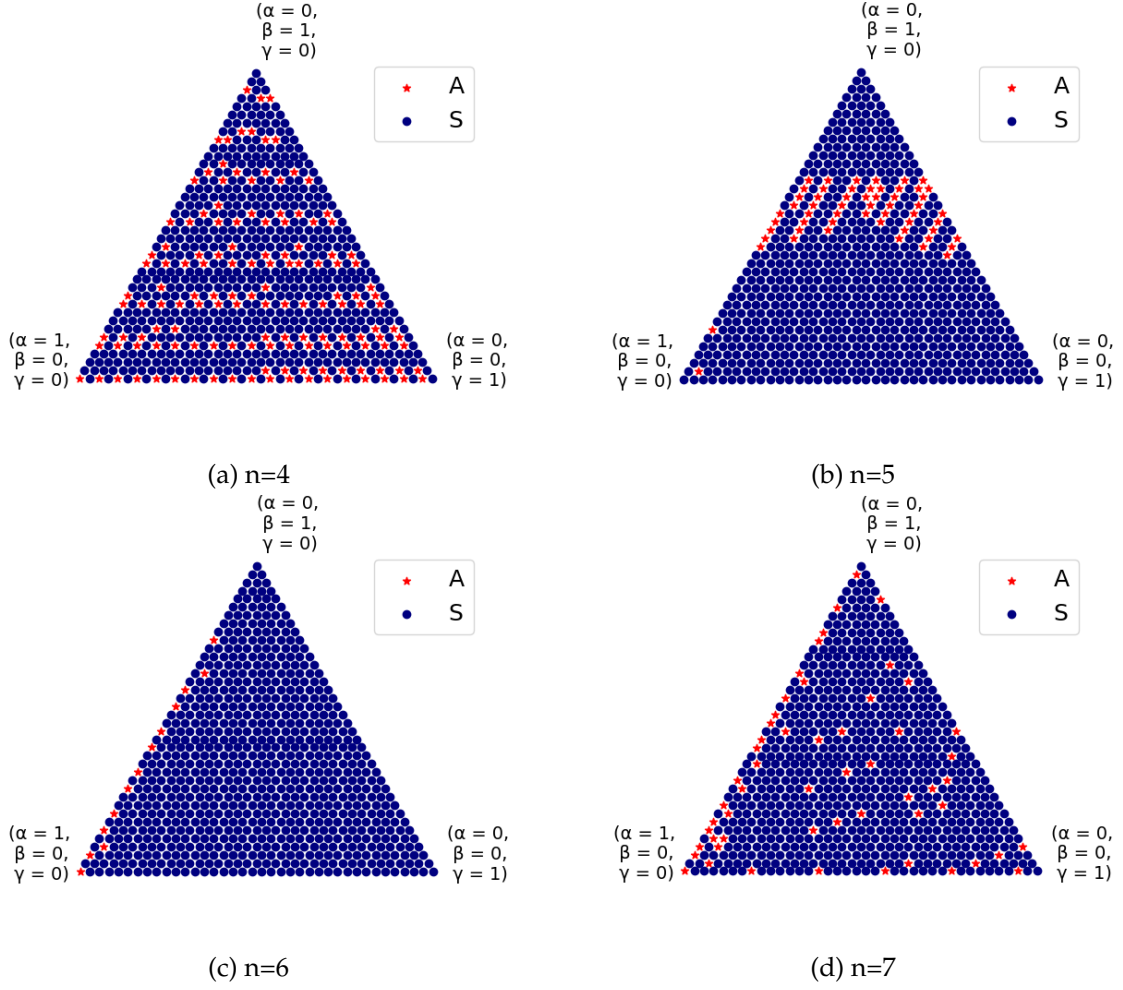 (α = 0,
β = 1,
γ = 0)
A
S
(α = 1,
β = 0,
γ = 0)
(α = 0,
β = 0,
γ = 1)
(a) n=4
(α = 0,
β = 1,
γ = 0)
A
S
(α = 1,
β = 0,
γ = 0)
(α = 0,
β = 0,
γ = 1)
(b) n=5
(α = 0,
β = 1,
γ = 0)
A
S
(α = 1,
β = 0,
γ = 0)
(α = 0,
β = 0,
γ = 1)
(c) n=6
(α = 0,
β = 1,
γ = 0)
A
S
(α = 1,
β = 0,
γ = 0)
(α = 0,
β = 0,
γ = 1)
(d) n=7